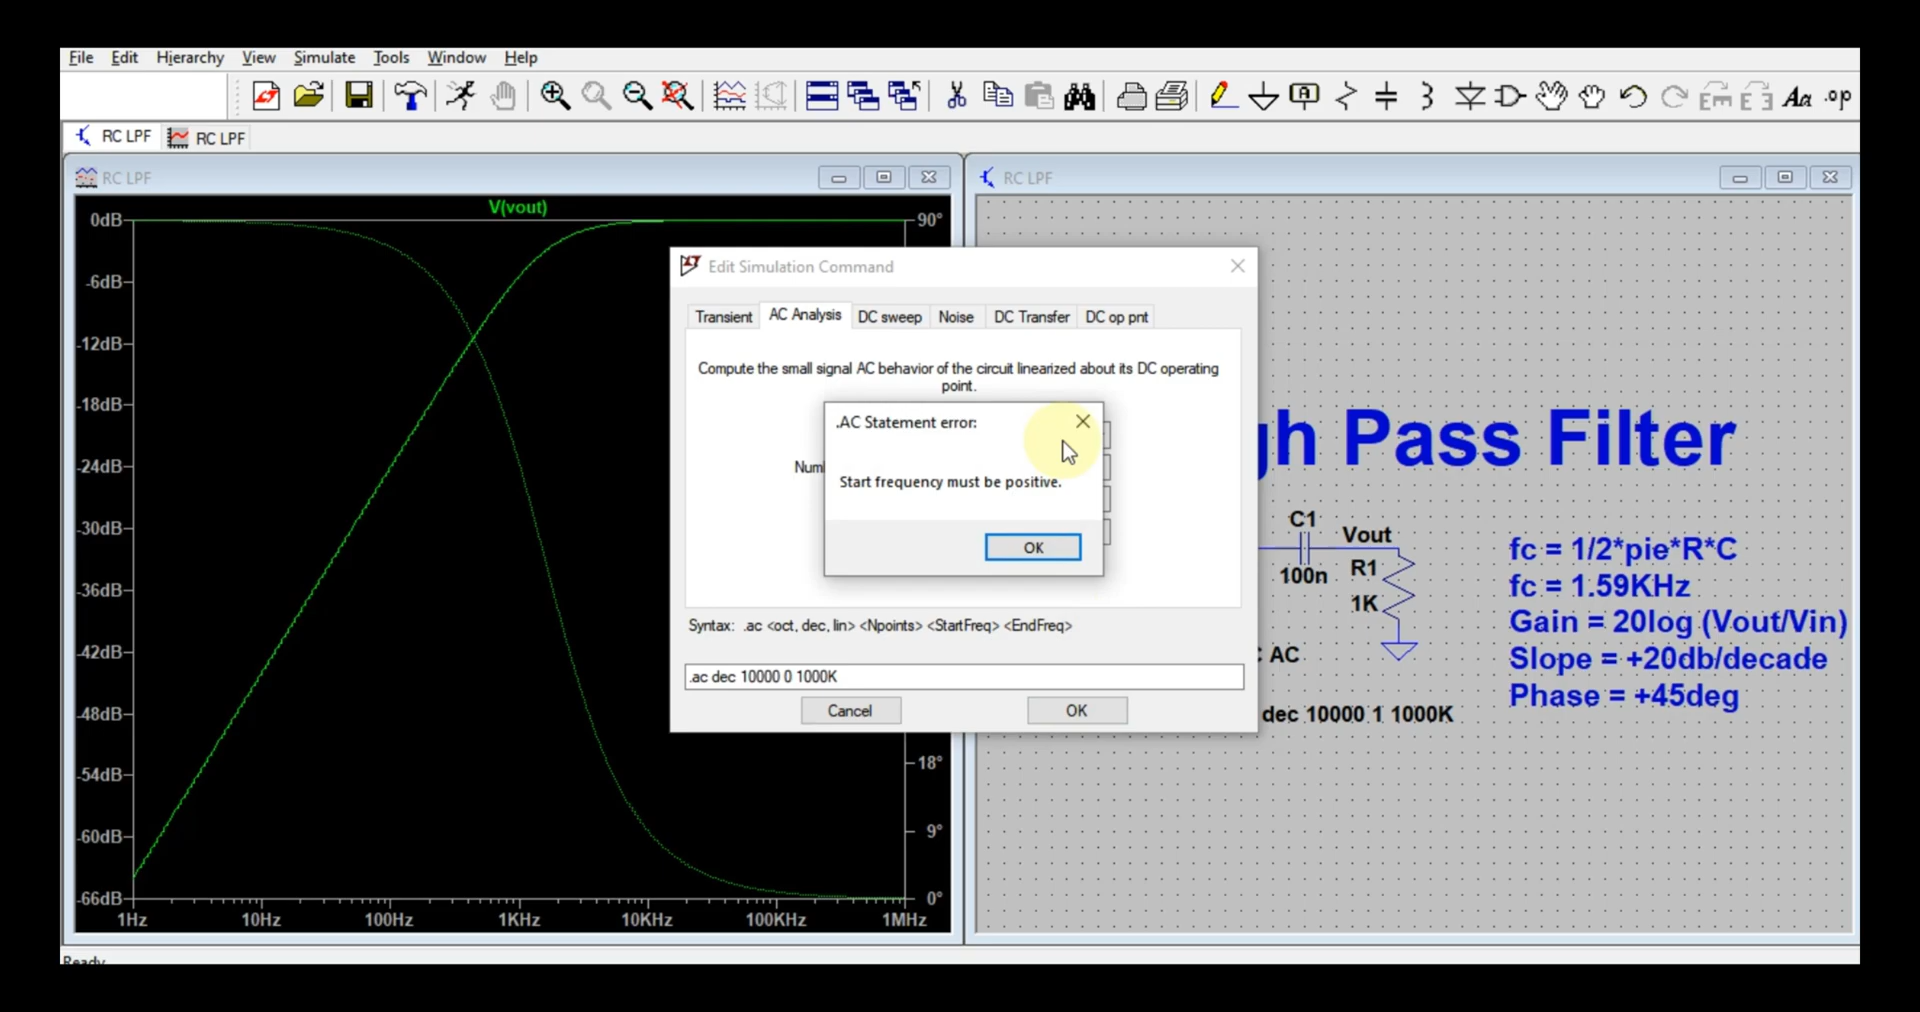 File Edit Hierarchy View Simulate Tools Window Help
A Aa .op
RC LPF RC LPF
RC LPF
V(vout)
0dB
-6dB
-12dB
-18dB
-24dB
-30dB
-36dB
-42dB
-48dB
-54dB
-60dB
-66dB
90°
18°
9°
0°
1Hz 10Hz 100Hz 1KHz 10KHz 100KHz 1MHz
RC LPF
gh Pass Filter
C1
Vout
100n
R1
1K
AC
dec 10000 1 1000K
fc = 1/2*pie*R*C
fc = 1.59KHz
Gain = 20log (Vout/Vin)
Slope = +20db/decade
Phase = +45deg
Edit Simulation Command
Transient AC Analysis DC sweep Noise DC Transfer DC op pnt
Compute the small signal AC behavior of the circuit linearized about its DC operating
point.
Num
.AC Statement error:
Start frequency must be positive.
OK
Syntax: .ac <oct, dec, lin> <Npoints> <StartFreq> <EndFreq>
.ac dec 10000 0 1000K
Cancel OK
Ready